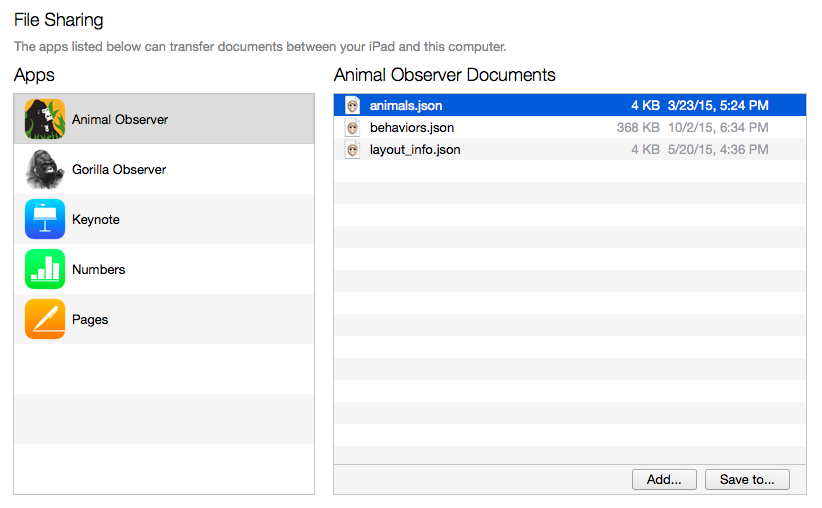 File Sharing
The apps listed below can transfer documents between your iPad and this computer.
Apps
Animal Observer
Gorilla Observer
Keynote
Numbers
Pages
Animal Observer Documents
animals.json 4 KB 3/23/15, 5:24 PM
behaviors.json 368 KB 10/2/15, 6:34 PM
layout_info.json 4 KB 5/20/15, 4:36 PM
Add... Save to...